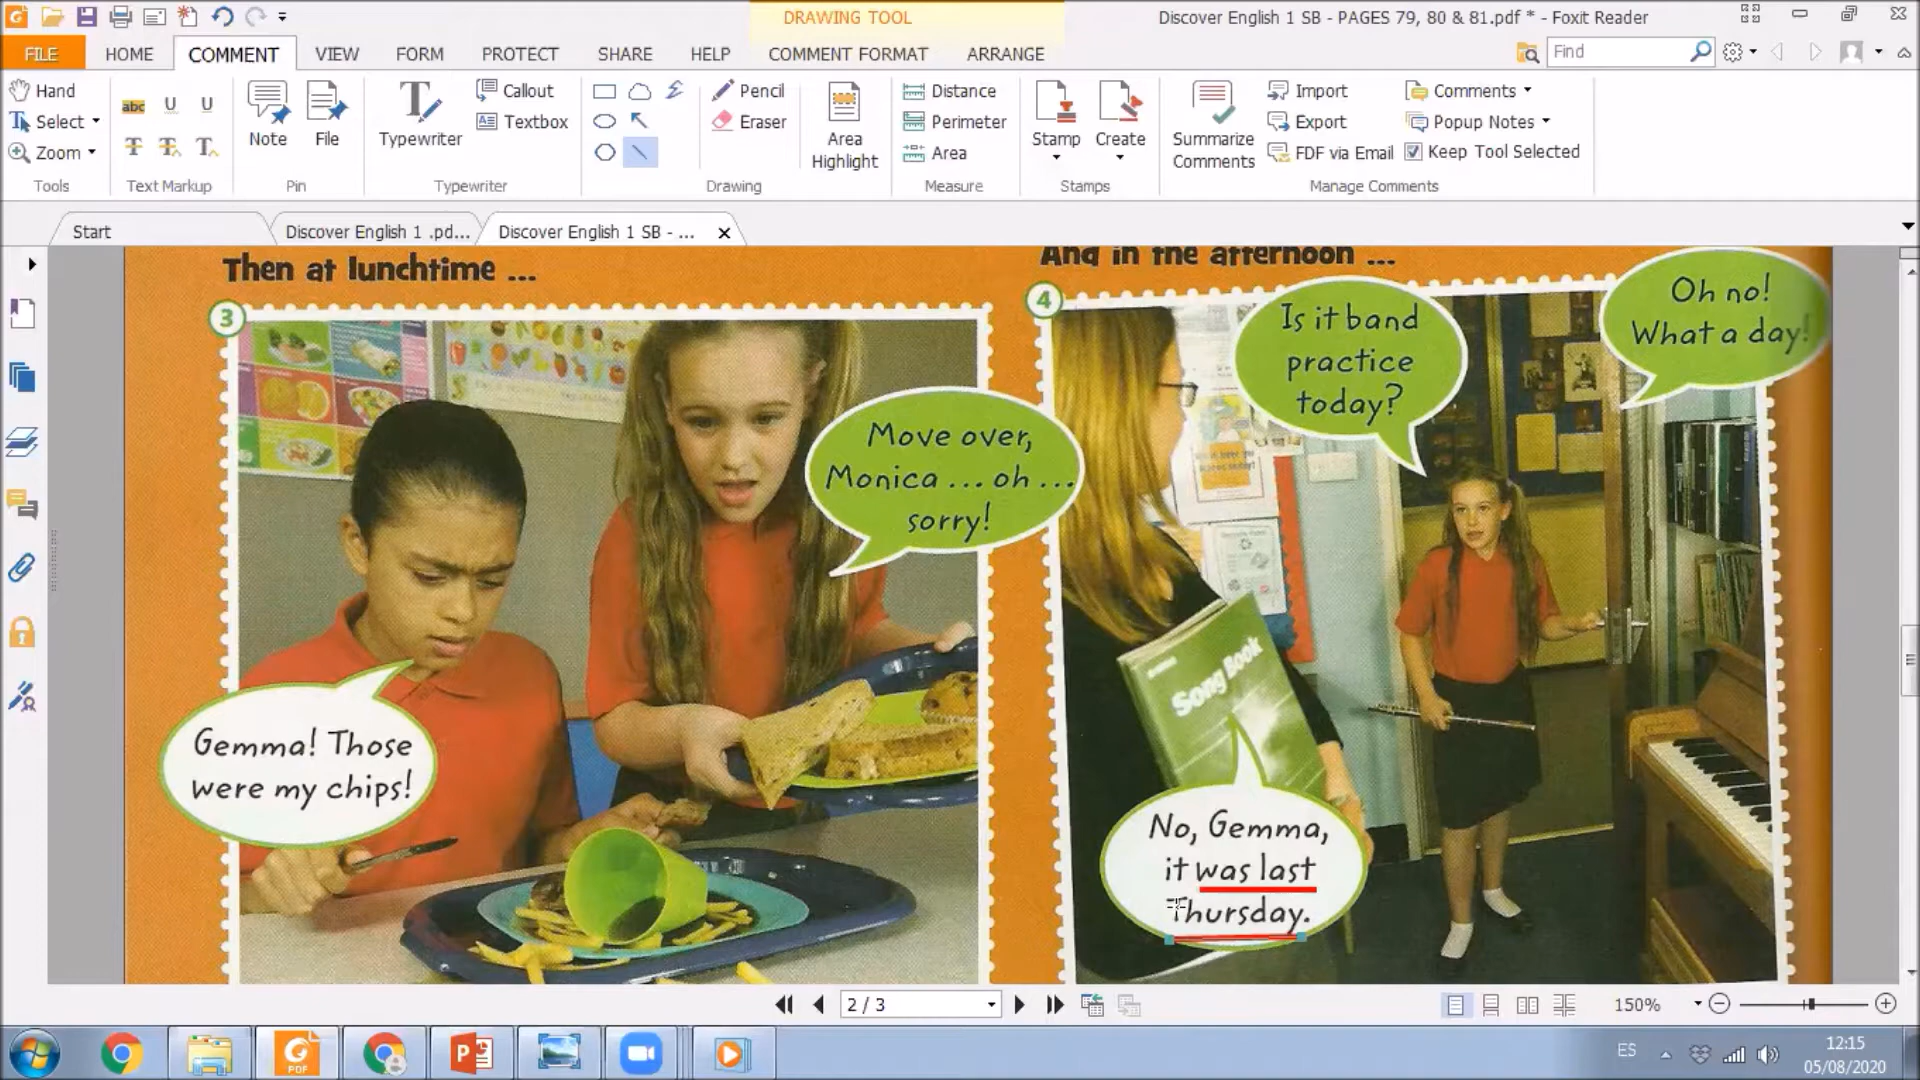 DRAWING TOOL
Discover English 1 SB - PAGES 79, 80 & 81.pdf * - Foxit Reader
FILE HOME COMMENT VIEW FORM PROTECT SHARE HELP COMMENT FORMAT ARRANGE Find
Hand
Select
Zoom
Tools
abc U U
T T T
Text Markup
Note
File
Pin
Typewriter
Callout
Textbox
Typewriter
Pencil
Eraser
Drawing
Area
Highlight
Distance
Perimeter
Area
Measure
Stamp
Create
Stamps
Summarize
Comments
Import
Export
FDF via Email
Comments
Popup Notes
Keep Tool Selected
Manage Comments
Start
Discover English 1 .pd...
Discover English 1 SB - ...
Then at lunchtime ...
3
Move over,
Monica ... oh ...
sorry!
Gemma! Those
were my chips!
And in the afternoon ...
4
Is it band
practice
today?
Oh no!
What a day!
Song Book
No, Gemma,
it was last
Thursday.
2 / 3
150%
PDF
ES
12:15
05/08/2020